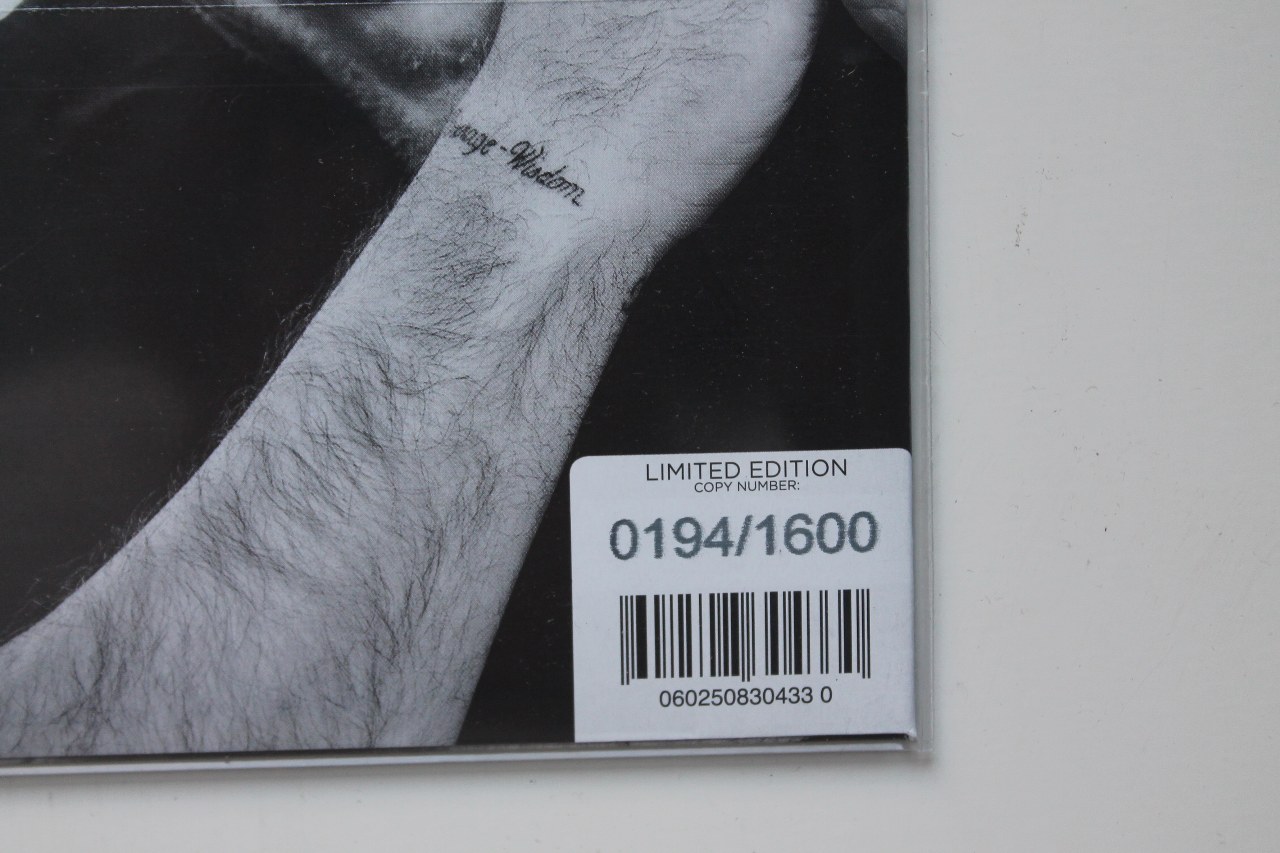 -Wisdom
LIMITED EDITION
COPY NUMBER:
0194/1600
060250830433 0